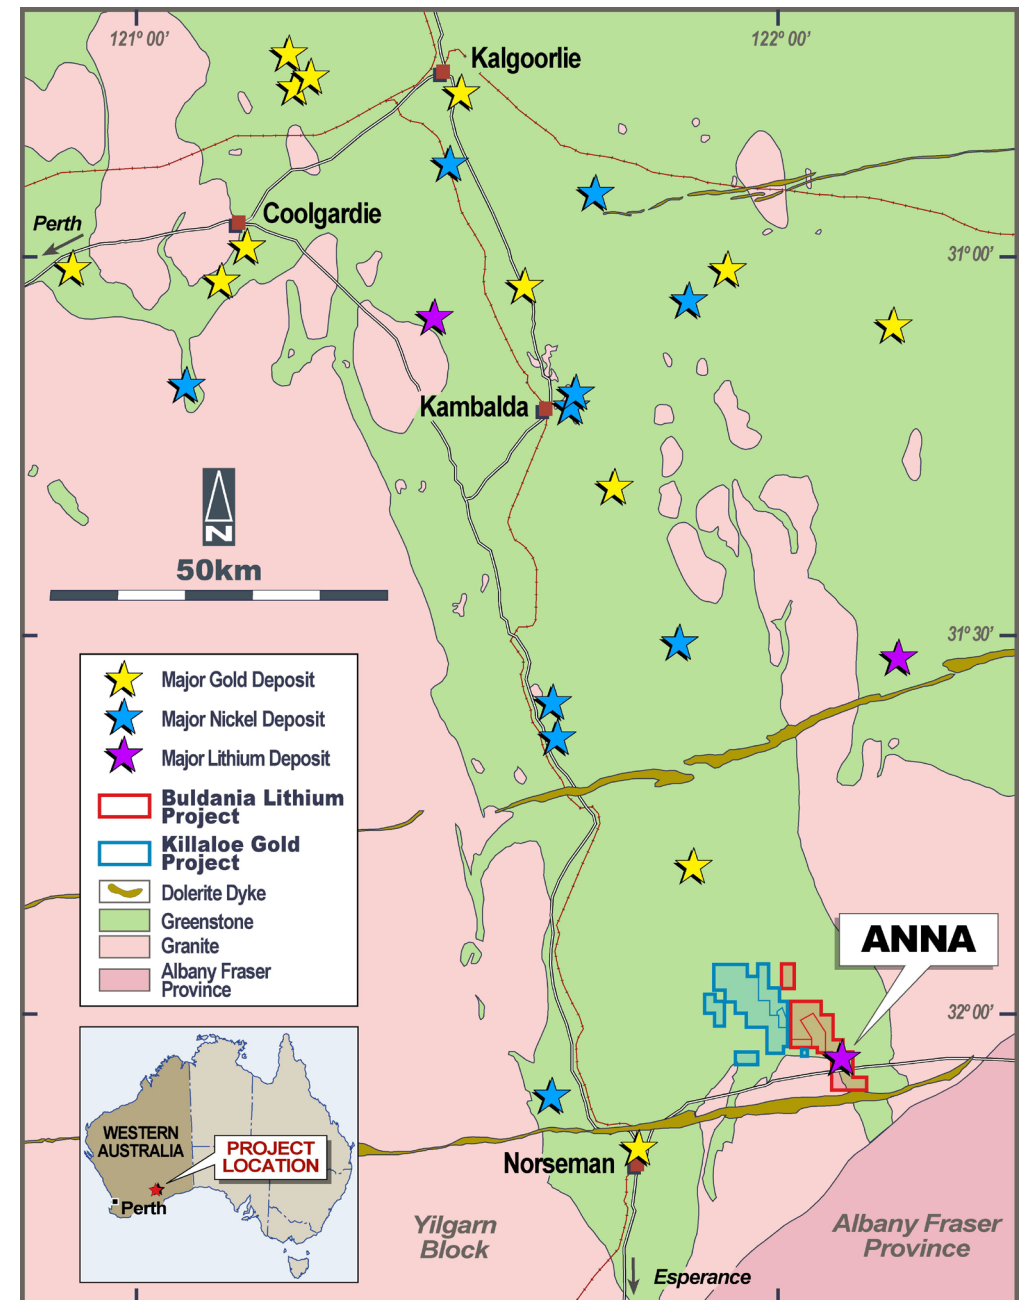 121° 00'
122° 00'
Kalgoorlie
Coolgardie
Perth
31° 00'
Kambalda
N
50km
31° 30'
Major Gold Deposit
Major Nickel Deposit
Major Lithium Deposit
Buldania Lithium
Project
Killaloe Gold
Project
Dolerite Dyke
Greenstone
Granite
Albany Fraser
Province
ANNA
32° 00'
WESTERN
AUSTRALIA
PROJECT
LOCATION
Perth
Norseman
Yilgarn
Block
Albany Fraser
Province
Esperance